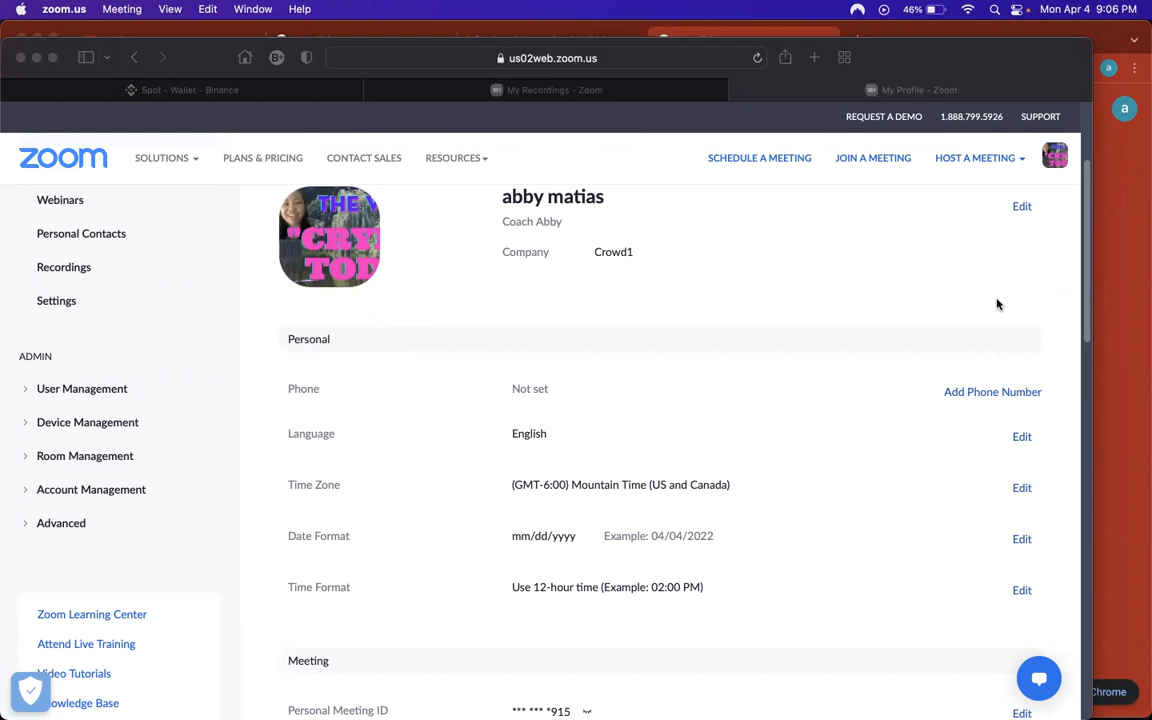 zoom.us Meeting View Edit Window Help 46% Mon Apr 4 9:06 PM
us02web.zoom.us
Spot - Wallet - Binance My Recordings - Zoom My Profile - Zoom
a
a
REQUEST A DEMO 1.888.799.5926 SUPPORT
zoom SOLUTIONS PLANS & PRICING CONTACT SALES RESOURCES SCHEDULE A MEETING JOIN A MEETING HOST A MEETING
Webinars
Personal Contacts
Recordings
Settings
ADMIN
User Management
Device Management
Room Management
Account Management
Advanced
Zoom Learning Center
Attend Live Training
Video Tutorials
owledge Base
THE
"CRY
TO
abby matias Edit
Coach Abby
Company Crowd1
Personal
Phone Not set Add Phone Number
Language English Edit
Time Zone (GMT-6:00) Mountain Time (US and Canada) Edit
Date Format mm/dd/yyyy Example: 04/04/2022 Edit
Time Format Use 12-hour time (Example: 02:00 PM) Edit
Meeting
Personal Meeting ID *** *** *915 Edit
Chrome